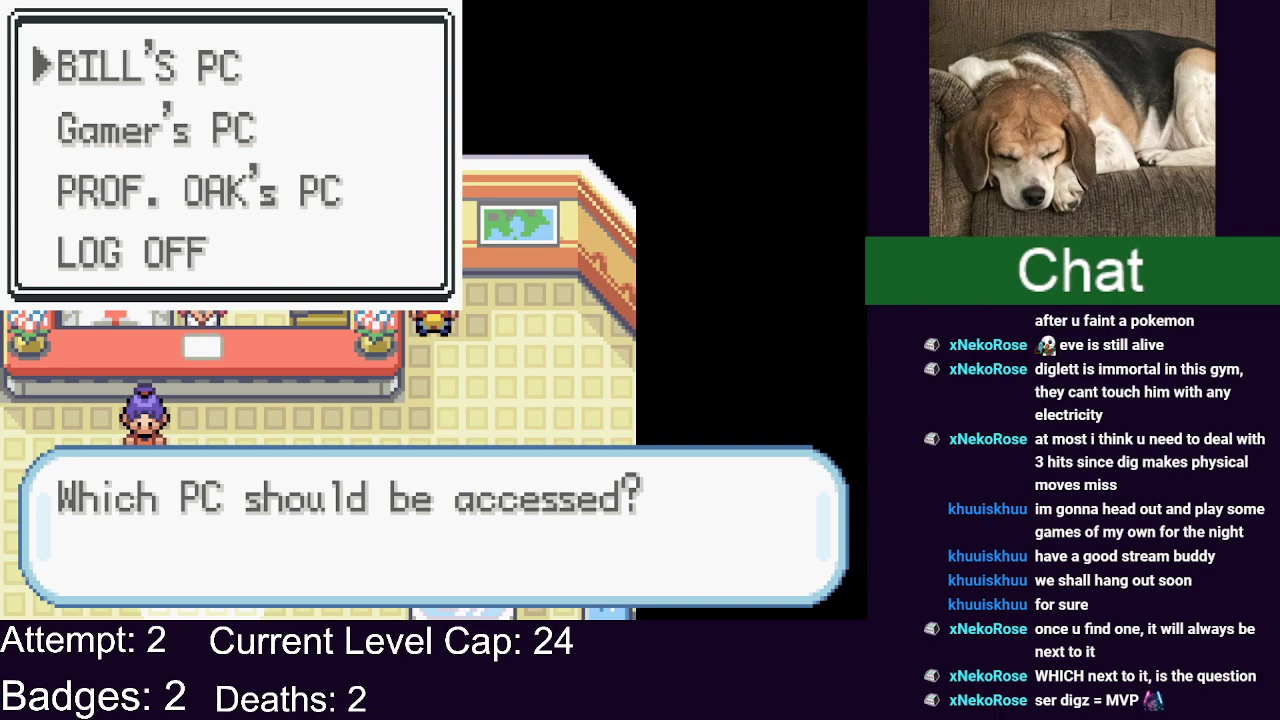 BILL'S PC
Gamer's PC
PROF. OAK's PC
LOG OFF
Which PC should be accessed?
Attempt: 2 Current Level Cap: 24
Badges: 2 Deaths: 2
Chat
after u faint a pokemon
xNekoRose eve is still alive
xNekoRose diglett is immortal in this gym,
they cant touch him with any
electricity
xNekoRose at most i think u need to deal with
3 hits since dig makes physical
moves miss
khuuiskhuu im gonna head out and play some
games of my own for the night
khuuiskhuu have a good stream buddy
khuuiskhuu we shall hang out soon
khuuiskhuu for sure
xNekoRose once u find one, it will always be
next to it
xNekoRose WHICH next to it, is the question
xNekoRose ser digz = MVP